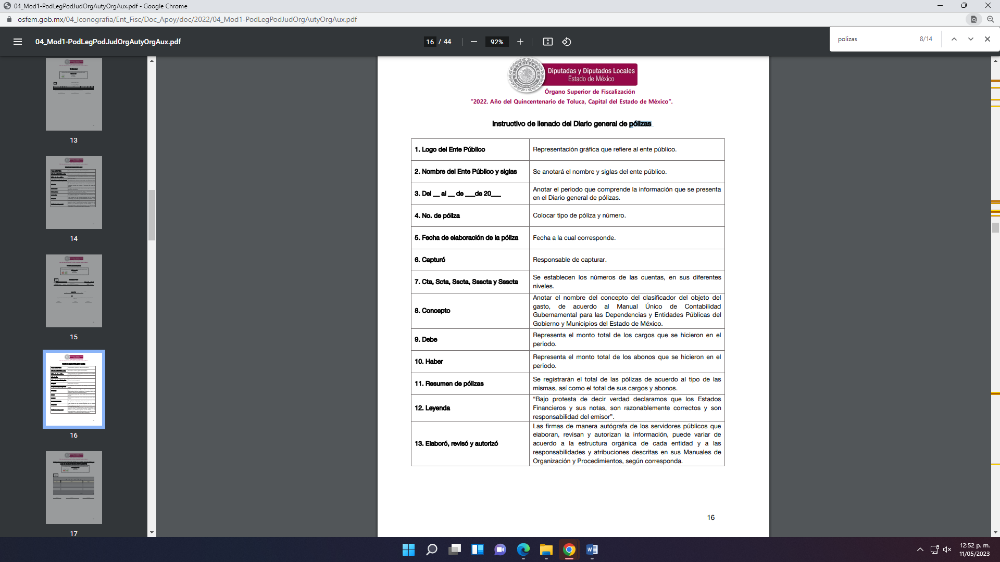 04_Mod1-PodLegPodJudOrgAutyOrgAux.pdf - Google Chrome
osfem.gob.mx/04_Iconografia/Ent_Fisc/Doc_Apoy/doc/2022/04_Mod1-PodLegPodJudOrgAutyOrgAux.pdf
04_Mod1-PodLegPodJudOrgAutyOrgAux.pdf
16 / 44
92%
polizas
8/14
13
14
15
16
17
Diputadas y Diputados Locales
Estado de México
Órgano Superior de Fiscalización
“2022. Año del Quincentenario de Toluca, Capital del Estado de México”.
Instructivo de llenado del Diario general de pólizas
1. Logo del Ente Público
Representación gráfica que refiere al ente público.
2. Nombre del Ente Público y siglas
Se anotará el nombre y siglas del ente público.
3. Del __ al __ de ___de 20___
Anotar el periodo que comprende la información que se presenta
en el Diario general de pólizas.
4. No. de póliza
Colocar tipo de póliza y número.
5. Fecha de elaboración de la póliza
Fecha a la cual corresponde.
6. Capturó
Responsable de capturar.
7. Cta, Scta, Sscta, Ssscta y Ssscta
Se establecen los números de las cuentas, en sus diferentes
niveles.
8. Concepto
Anotar el nombre del concepto del clasificador del objeto del
gasto, de acuerdo al Manual Único de Contabilidad
Gubernamental para las Dependencias y Entidades Públicas del
Gobierno y Municipios del Estado de México.
9. Debe
Representa el monto total de los cargos que se hicieron en el
periodo.
10. Haber
Representa el monto total de los abonos que se hicieron en el
periodo.
11. Resumen de pólizas
Se registrarán el total de las pólizas de acuerdo al tipo de las
mismas, así como el total de sus cargos y abonos.
12. Leyenda
“Bajo protesta de decir verdad declaramos que los Estados
Financieros y sus notas, son razonablemente correctos y son
responsabilidad del emisor”.
13. Elaboró, revisó y autorizó
Las firmas de manera autógrafa de los servidores públicos que
elaboran, revisan y autorizan la información, puede variar de
acuerdo a la estructura orgánica de cada entidad y a las
responsabilidades y atribuciones descritas en sus Manuales de
Organización y Procedimientos, según corresponda.
16
12:52 p. m.
11/05/2023